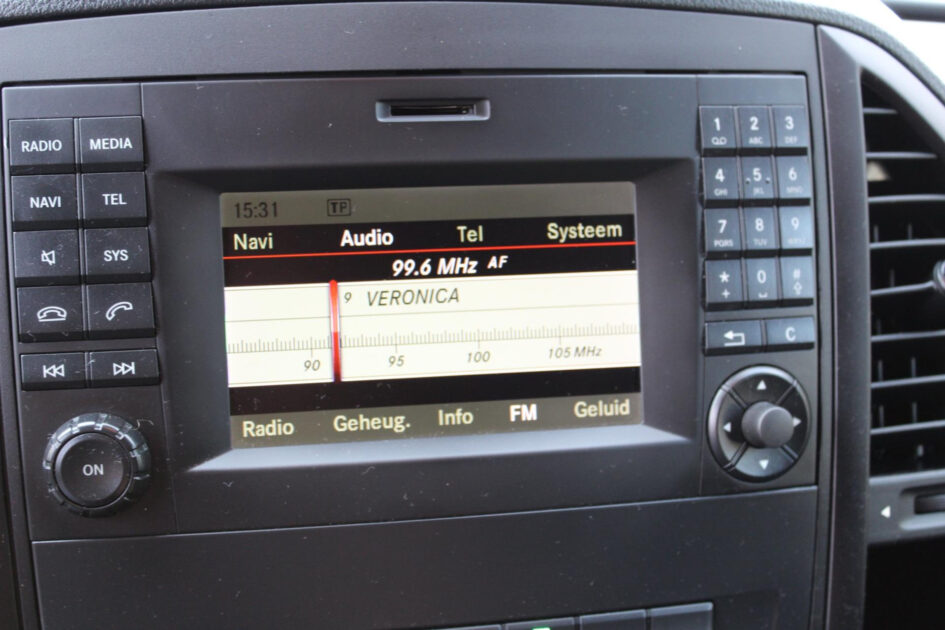 RADIO MEDIA
NAVI TEL
SYS
ON
15:31 TP
Navi Audio Tel Systeem
99.6 MHz AF
9 VERONICA
90 95 100 105 MHz
Radio Geheug. Info FM Geluid
1 2 ABC 3 DEF
4 GHI 5 JKL 6 MNO
7 PQRS 8 TUV 9
* + 0 #
C